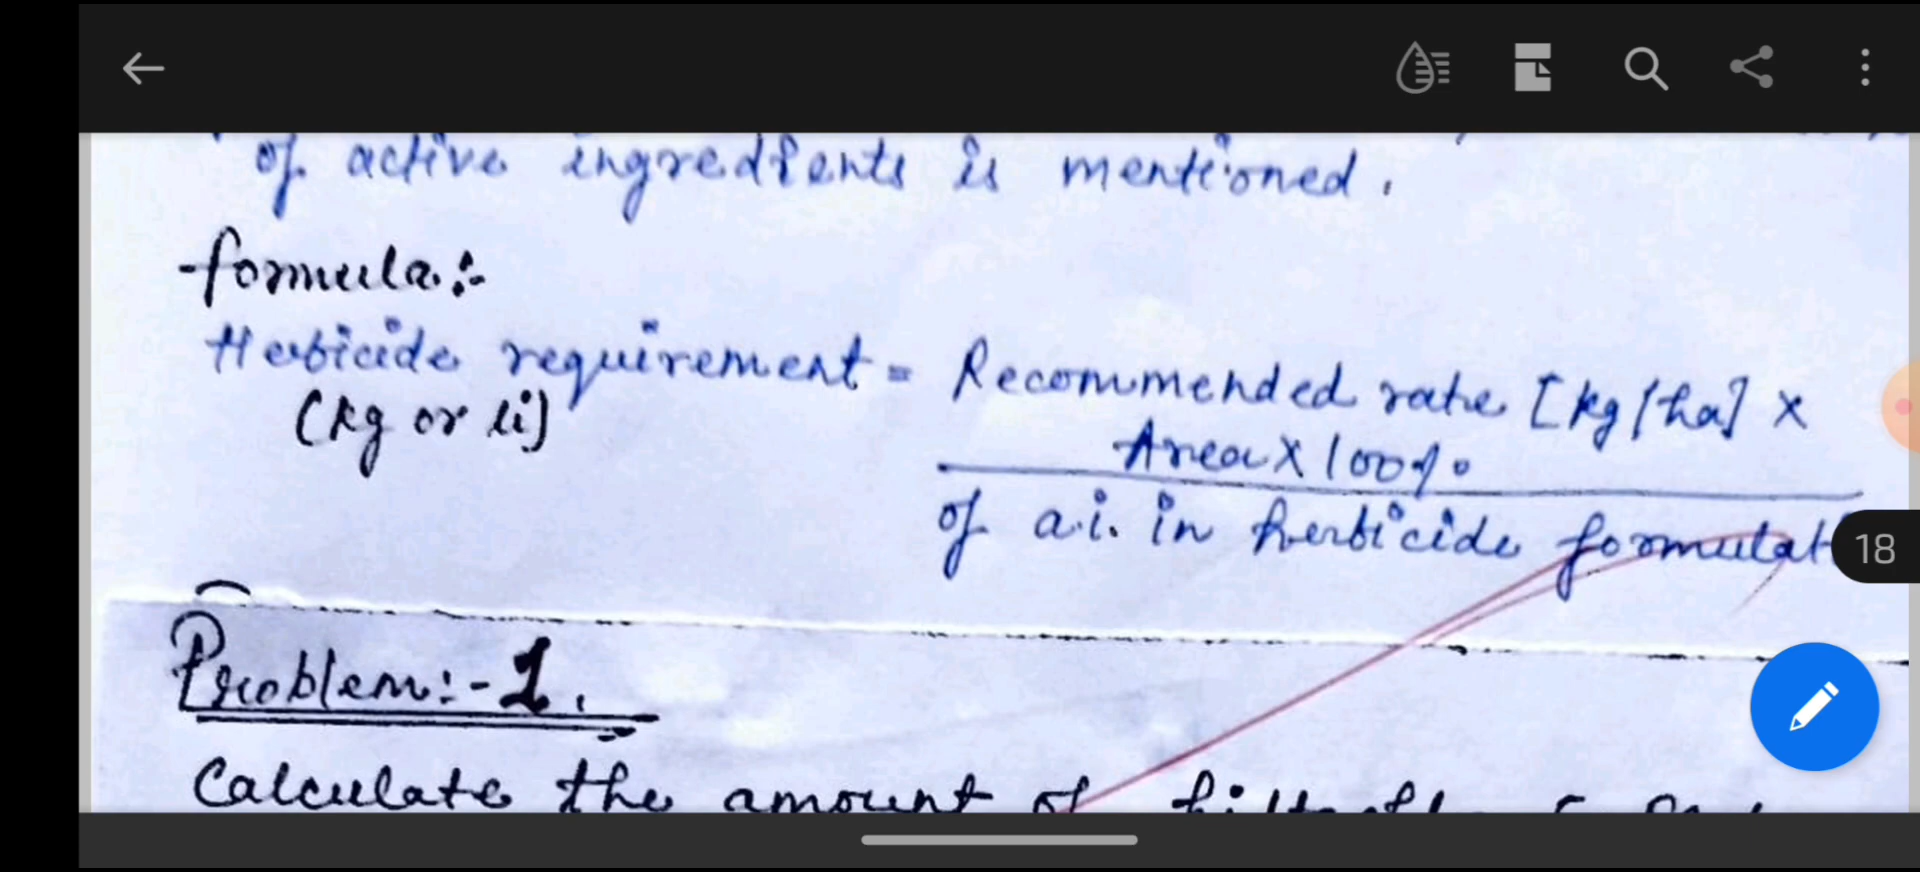 of active ingredients is mentioned.
formula:-
Herbicide requirement = Recommended rate [kg/ha] x
(kg or li)
Area x 100%
of a.i. in herbicide formulat
18
Problem:-1.
Calculate the amount of